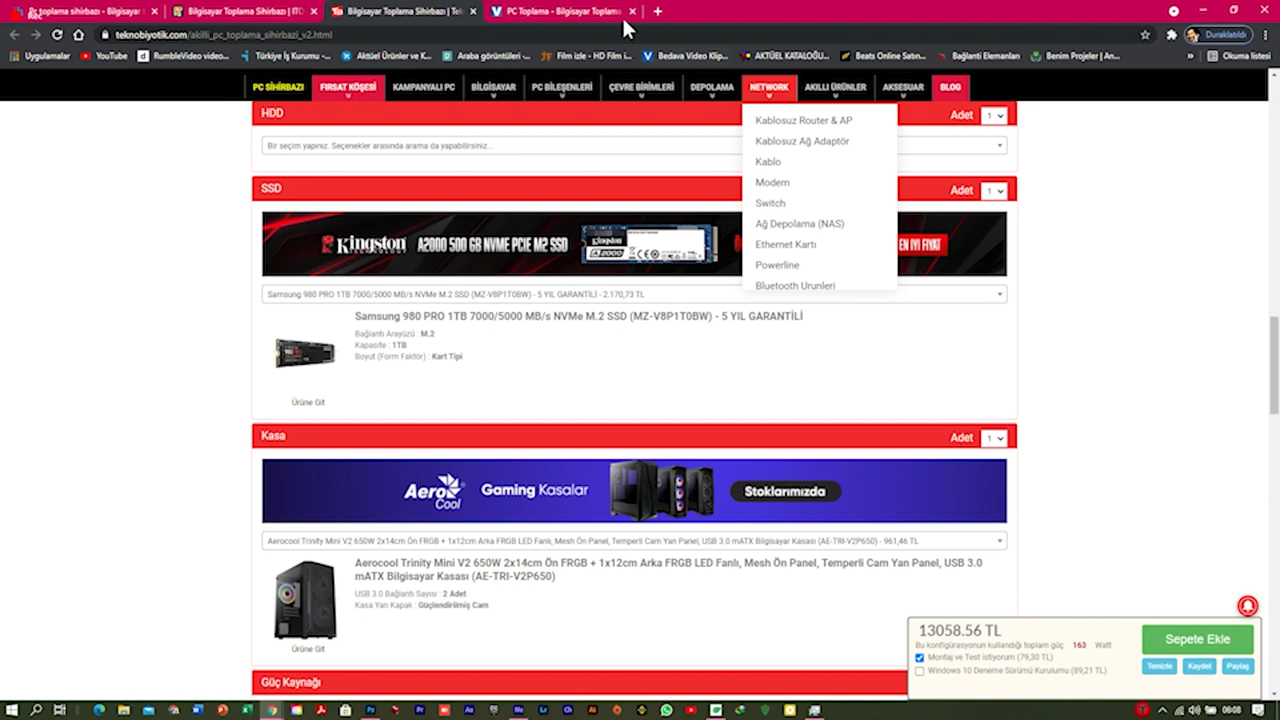 Pc toplama sihirbazı - Bilgisayar
Rec
Bilgisayar Toplama Sihirbazı | İTO
Bilgisayar Toplama Sihirbazı | Tek
PC Toplama - Bilgisayar Toplama
teknobiyotik.com/akilli_pc_toplama_sihirbazi_v2.html
Duraklatıldı
Uygulamalar
YouTube
RumbleVideo video...
Türkiye İş Kurumu -...
Aktüel Ürünler ve K...
Araba görüntüleri -...
Film izle - HD Film i...
Bedava Video Klip...
AKTÜEL KATALOĞU...
Beats Online Satın...
Bağlanti Elemanları
Benim Projeler | An...
Okuma listesi
PC SİHİRBAZI
FIRSAT KÖŞESİ
KAMPANYALI PC
BİLGİSAYAR
PC BİLEŞENLERİ
ÇEVRE BİRİMLERİ
DEPOLAMA
NETWORK
AKILLI ÜRÜNLER
AKSESUAR
BLOG
HDD
Adet 1
Bir seçim yapınız. Seçenekler arasında arama da yapabilirsiniz...
Kablosuz Router & AP
Kablosuz Ağ Adaptör
Kablo
Modem
Switch
Ağ Depolama (NAS)
Ethernet Kartı
Powerline
Bluetooth Urunleri
SSD
Adet 1
Kingston A2000 500 GB NVME PCIE M2 SSD
EN IYI FIYAT
Samsung 980 PRO 1TB 7000/5000 MB/s NVMe M.2 SSD (MZ-V8P1T0BW) - 5 YIL GARANTİLİ - 2.170,73 TL
Samsung 980 PRO 1TB 7000/5000 MB/s NVMe M.2 SSD (MZ-V8P1T0BW) - 5 YIL GARANTİLİ
Bağlantı Arayüzü : M.2
Kapasite : 1TB
Boyut (Form Faktör) : Kart Tipi
Ürüne Git
Kasa
Adet 1
Aero Cool
Gaming Kasalar
Stoklarımızda
Aerocool Trinity Mini V2 650W 2x14cm Ön FRGB + 1x12cm Arka FRGB LED Fanlı, Mesh Ön Panel, Temperli Cam Yan Panel, USB 3.0 mATX Bilgisayar Kasası (AE-TRI-V2P650) - 961,46 TL
Aerocool Trinity Mini V2 650W 2x14cm Ön FRGB + 1x12cm Arka FRGB LED Fanlı, Mesh Ön Panel, Temperli Cam Yan Panel, USB 3.0
mATX Bilgisayar Kasası (AE-TRI-V2P650)
USB 3.0 Bağlantı Sayısı : 2 Adet
Kasa Yan Kapak : Güçlendirilmiş Cam
Ürüne Git
Güç Kaynağı
13058.56 TL
Bu konfigürasyonun kullandığı toplam güç 163 Watt
Montaj ve Test istiyorum (79,30 TL)
Windows 10 Deneme Sürümü Kurulumu (89,21 TL)
Sepete Ekle
Temizle
Kaydet
Paylaş
06:08